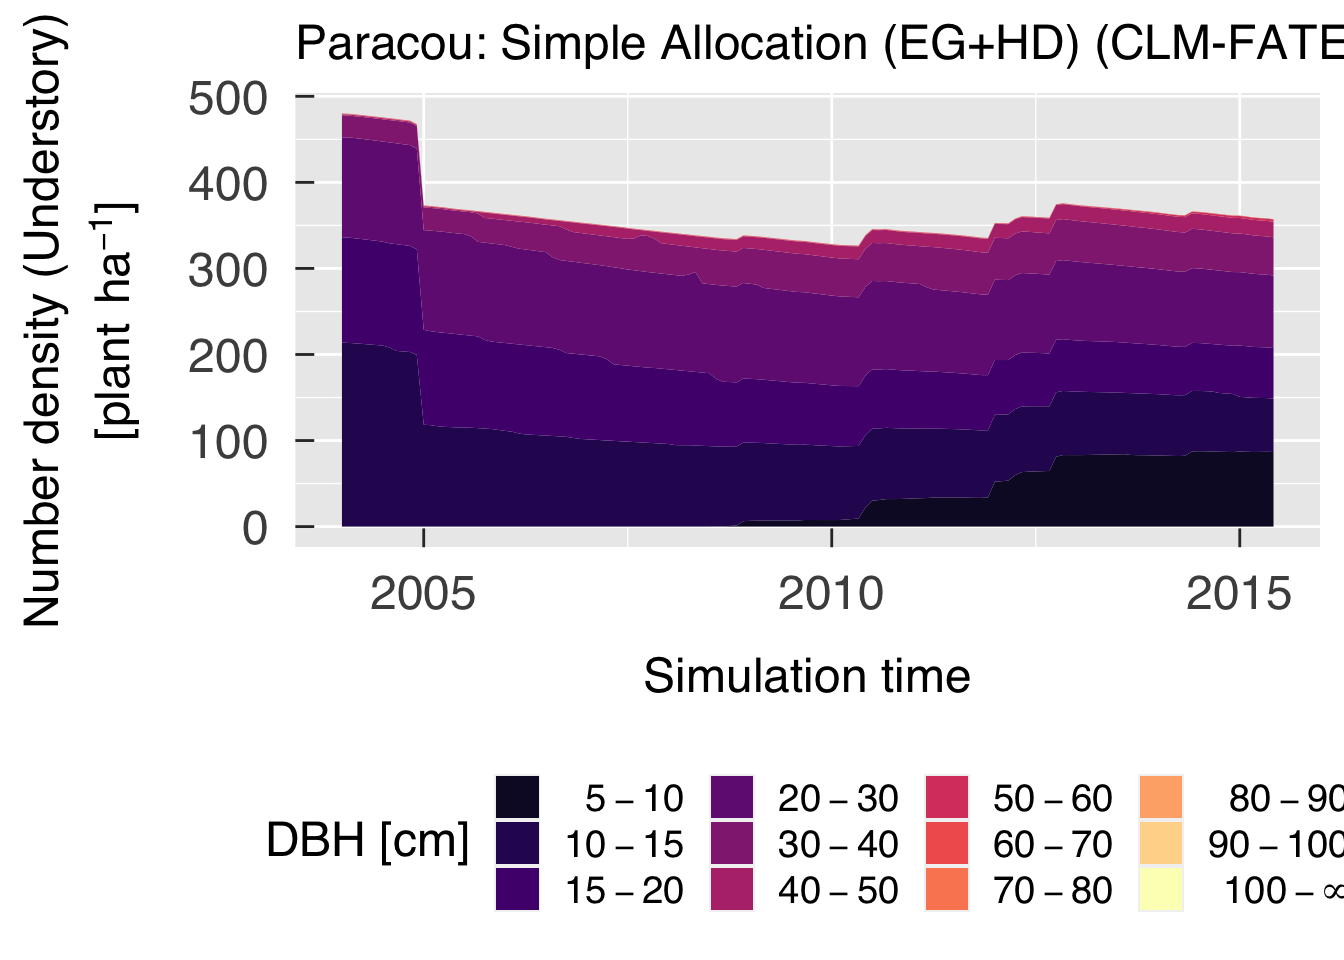 Paracou: Simple Allocation (EG+HD) (CLM-FATE
Number density (Understory)
[plant ha⁻¹]
500
400
300
200
100
0
2005 2010 2015
Simulation time
DBH [cm]
5 – 10 20 – 30 50 – 60 80 – 90
10 – 15 30 – 40 60 – 70 90 – 100
15 – 20 40 – 50 70 – 80 100 – ∞